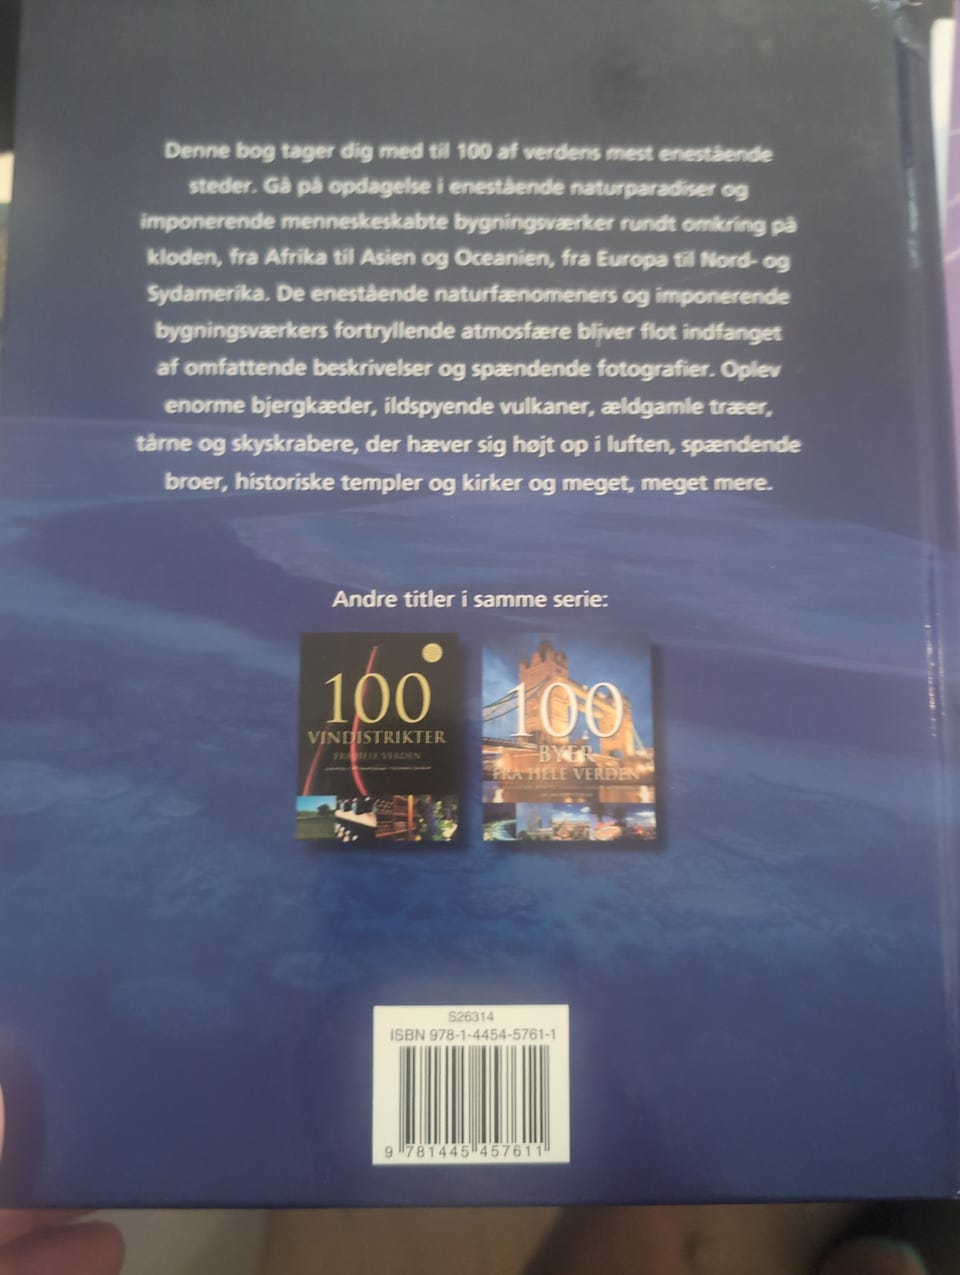 Denne bog tager dig med til 100 af verdens mest enestående
steder. Gå på opdagelse i enestående naturparadiser og
imponerende menneskeskabte bygningsværker rundt omkring på
kloden, fra Afrika til Asien og Oceanien, fra Europa til Nord- og
Sydamerika. De enestående naturfænomeners og imponerende
bygningsværkers fortryllende atmosfære bliver flot indfanget
af omfattende beskrivelser og spændende fotografier. Oplev
enorme bjergkæder, ildspyende vulkaner, ældgamle træer,
tårne og skyskrabere, der hæver sig højt op i luften, spændende
broer, historiske templer og kirker og meget, meget mere.
Andre titler i samme serie:
100
VINDISTRIKTER
FRA HELE VERDEN
100
BYER
FRA HELE VERDEN
S26314
ISBN 978-1-4454-5761-1
9 781445 457611